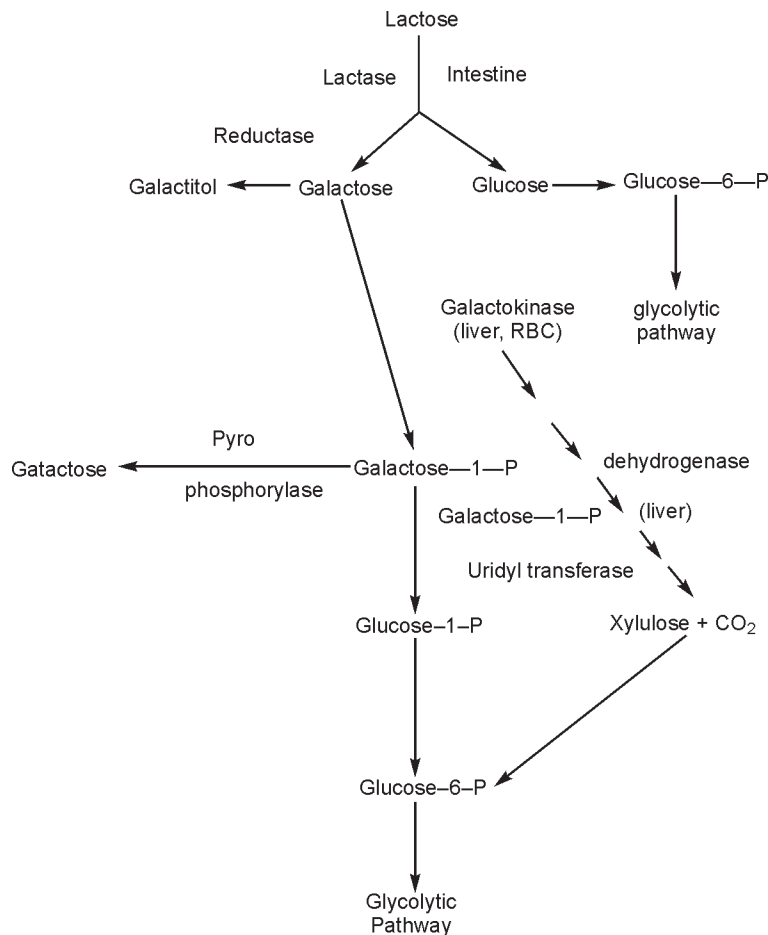 Lactose
Lactase
Intestine
Reductase
Galactitol
Galactose
Glucose
Glucose—6—P
Galactokinase
(liver, RBC)
glycolytic
pathway
Pyro
Gatactose
phosphorylase
Galactose—1—P
dehydrogenase
Galactose—1—P
(liver)
Uridyl transferase
Glucose–1–P
Xylulose + CO₂
Glucose–6–P
Glycolytic
Pathway